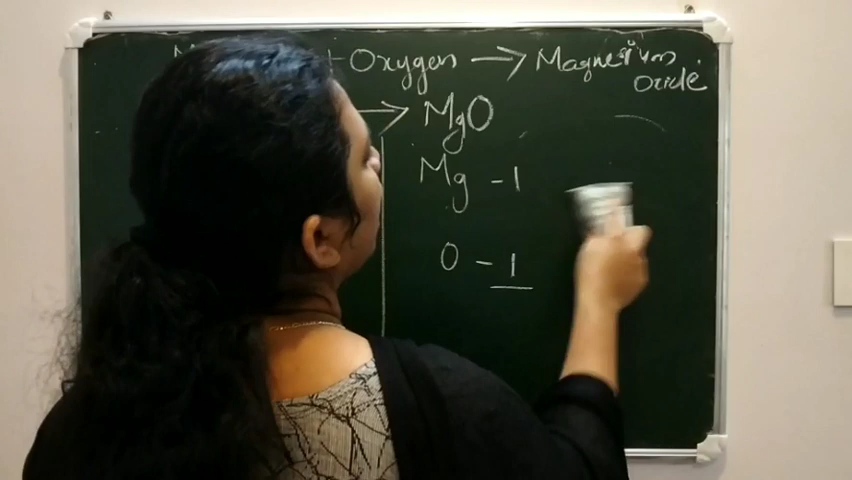 + Oxygen → Magnesium
oxide
→ MgO
Mg - 1
O - 1